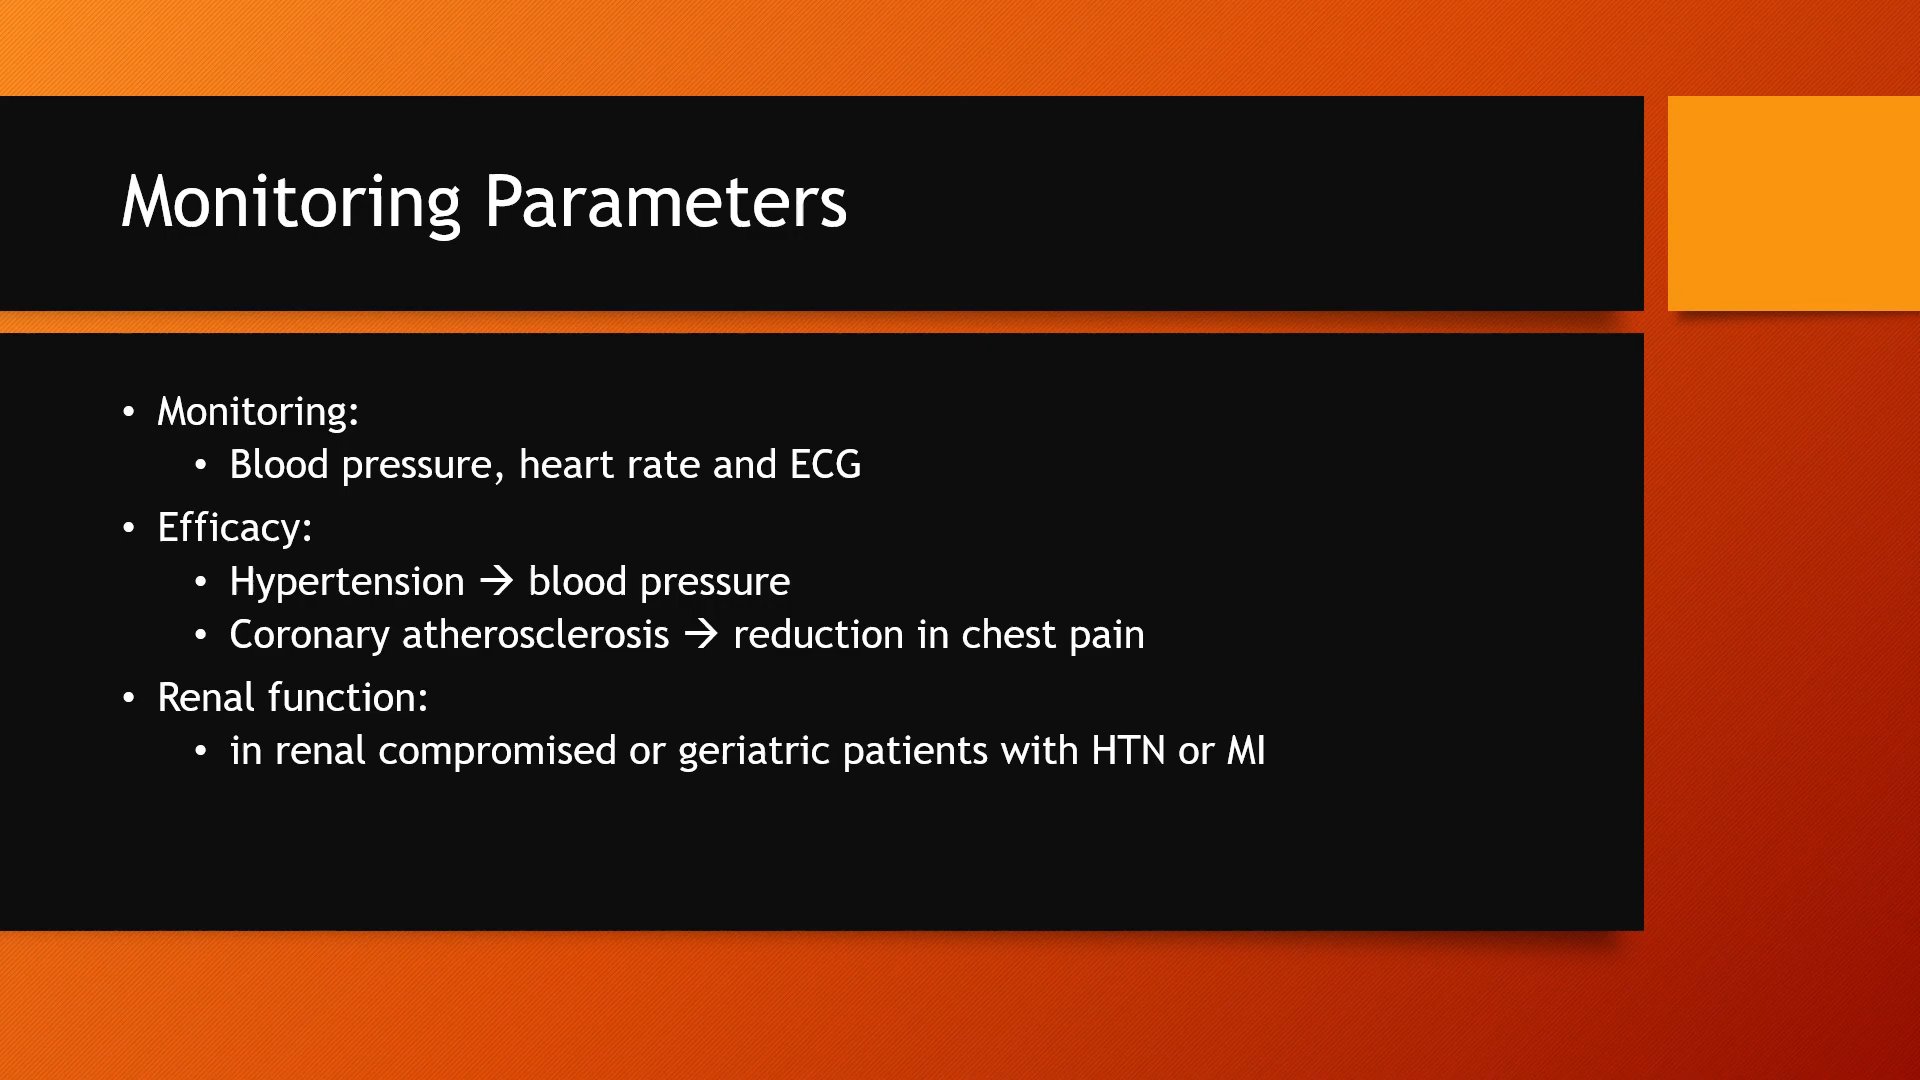 Monitoring Parameters
• Monitoring:
• Blood pressure, heart rate and ECG
• Efficacy:
• Hypertension → blood pressure
• Coronary atherosclerosis → reduction in chest pain
• Renal function:
• in renal compromised or geriatric patients with HTN or MI